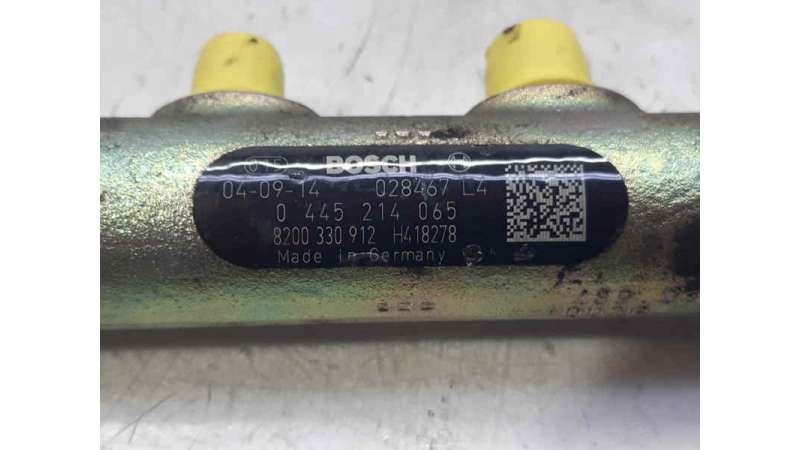 BOSCH
04-09-14 028467 L4
0 445 214 065
8200 330 912 H418278
Made in Germany